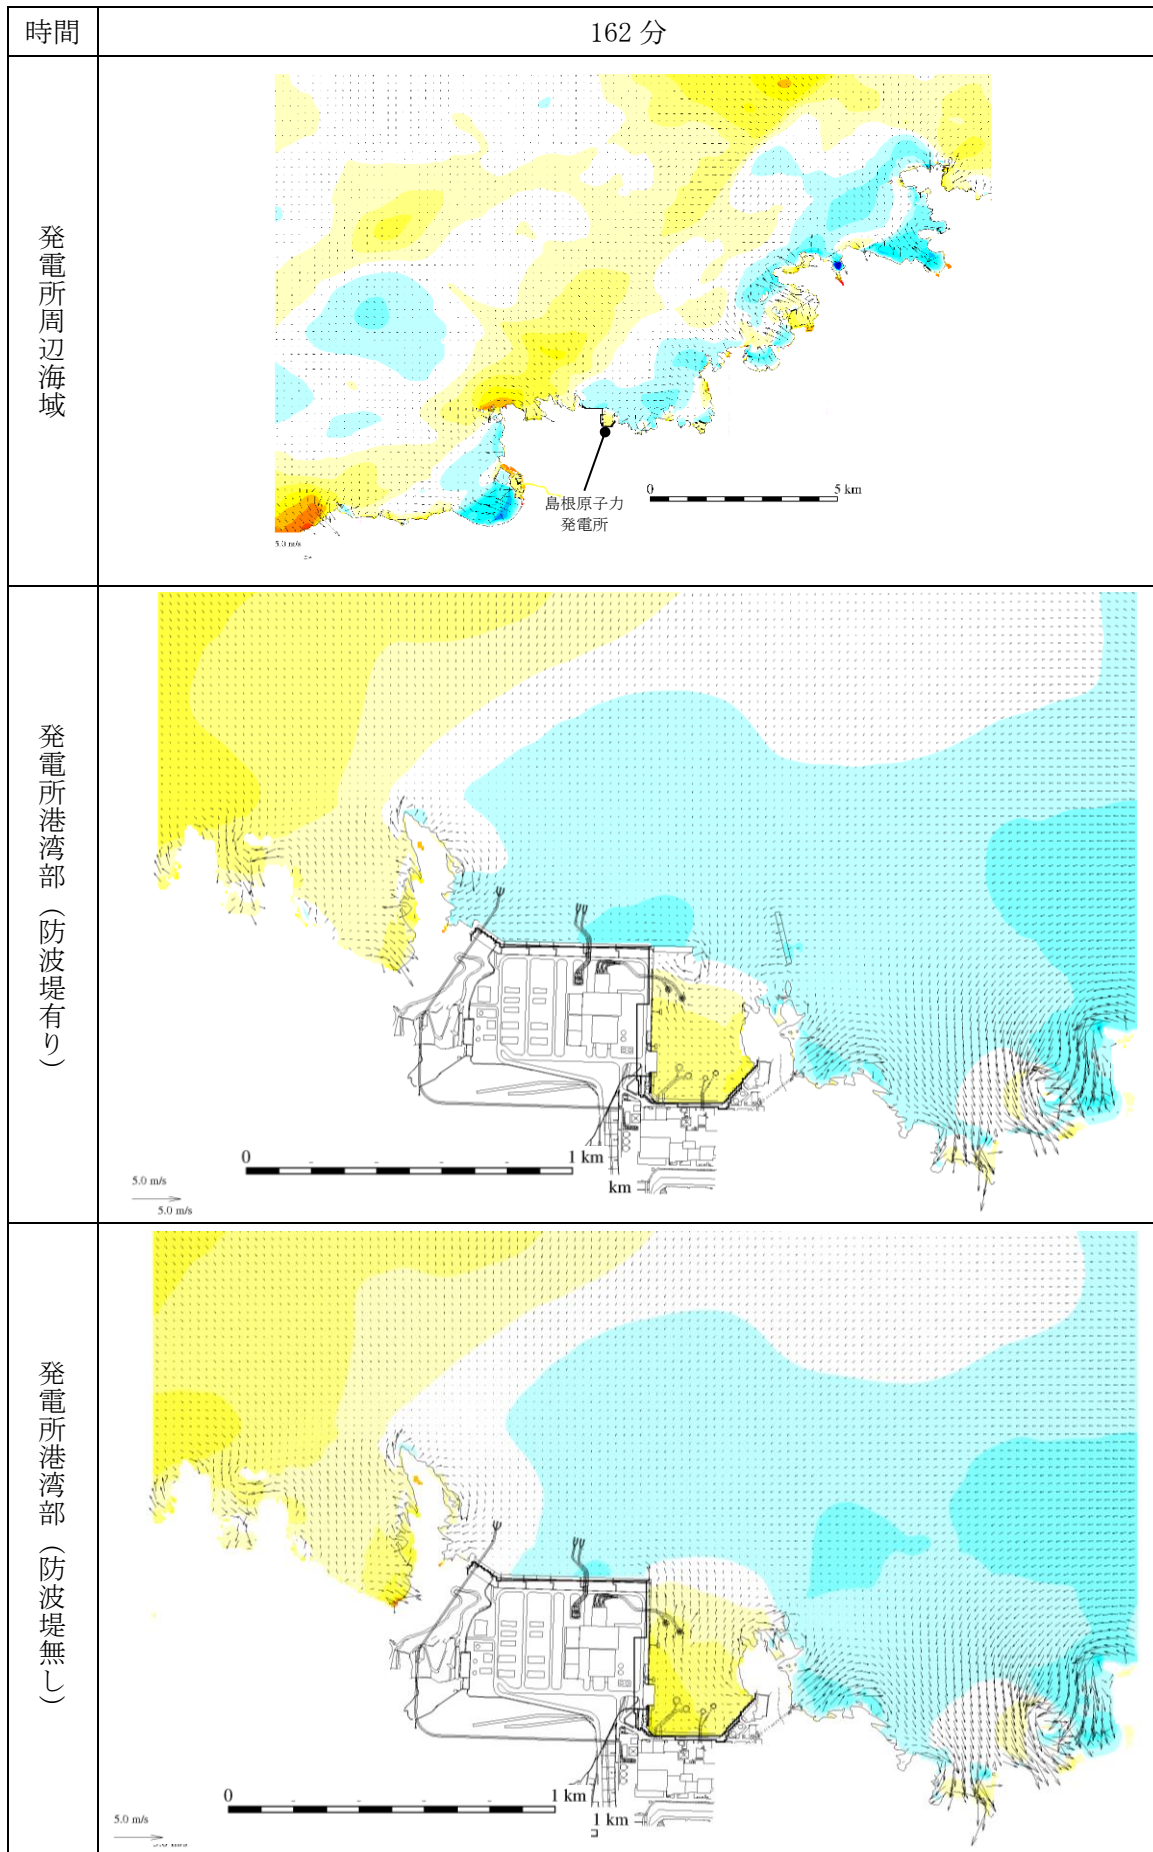 時間
162 分
発電所周辺海域
島根原子力
発電所
0
5 km
5.0 m/s
発電所港湾部（防波堤有り）
0
1 km
km
5.0 m/s
5.0 m/s
発電所港湾部（防波堤無し）
0
1 km
1 km
5.0 m/s